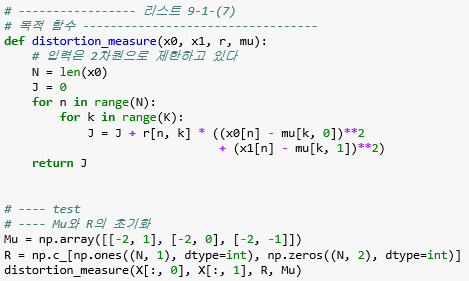 # ----------------- 리스트 9-1-(7)
# 목적 함수 ----------------------------------
def distortion_measure(x0, x1, r, mu):
    # 입력은 2차원으로 제한하고 있다
    N = len(x0)
    J = 0
    for n in range(N):
        for k in range(K):
            J = J + r[n, k] * ((x0[n] - mu[k, 0])**2
                             + (x1[n] - mu[k, 1])**2)
    return J
# ---- test
# ---- Mu와 R의 초기화
Mu = np.array([[-2, 1], [-2, 0], [-2, -1]])
R = np.c_[np.ones((N, 1), dtype=int), np.zeros((N, 2), dtype=int)]
distortion_measure(X[:, 0], X[:, 1], R, Mu)